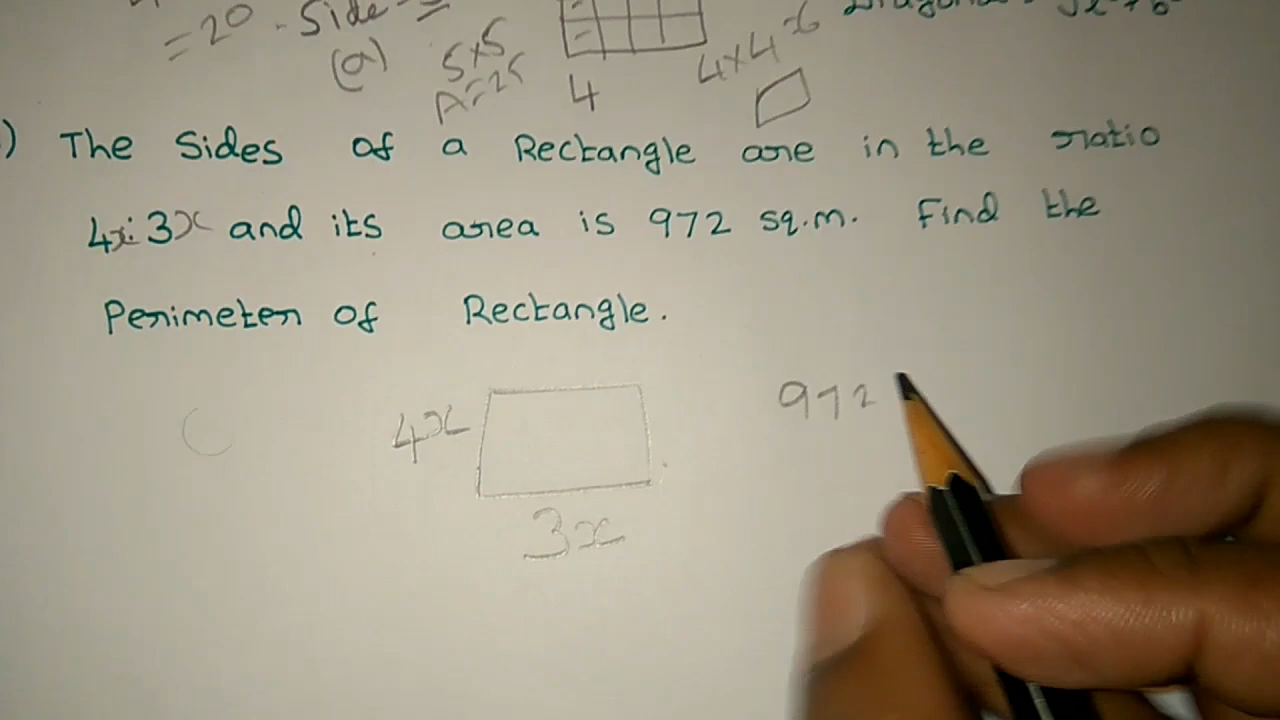 = 20 - Side
(a)
5×5
A=25
4
4×4
) The Sides of a Rectangle are in the ratio
4x:3x and its area is 972 sq.m. Find the
Perimeter of Rectangle.
4x
972
3x